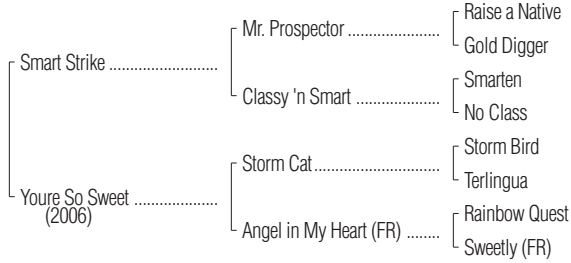 Raise a Native
Mr. Prospector ....................
Gold Digger
Smart Strike ..........................
Smarten
Classy 'n Smart ....................
No Class
Storm Bird
Storm Cat...........................
Terlingua
Youre So Sweet ....................
(2006)
Rainbow Quest
Angel in My Heart (FR) ........
Sweetly (FR)